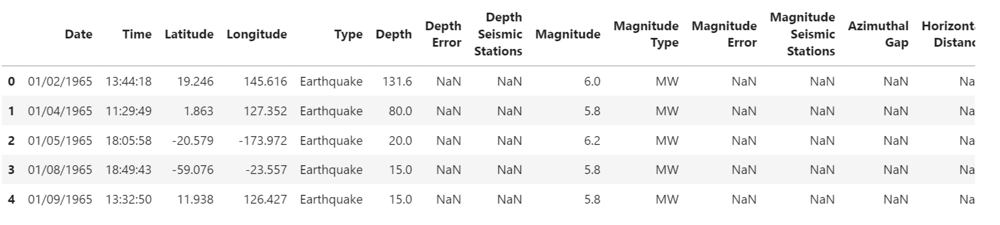 Date Time Latitude Longitude Type Depth Depth Error Depth Seismic Stations Magnitude Magnitude Type Magnitude Error Magnitude Seismic Stations Azimuthal Gap Horizonta Distanc
0 01/02/1965 13:44:18 19.246 145.616 Earthquake 131.6 NaN NaN 6.0 MW NaN NaN NaN Na
1 01/04/1965 11:29:49 1.863 127.352 Earthquake 80.0 NaN NaN 5.8 MW NaN NaN NaN Na
2 01/05/1965 18:05:58 -20.579 -173.972 Earthquake 20.0 NaN NaN 6.2 MW NaN NaN NaN Na
3 01/08/1965 18:49:43 -59.076 -23.557 Earthquake 15.0 NaN NaN 5.8 MW NaN NaN NaN Na
4 01/09/1965 13:32:50 11.938 126.427 Earthquake 15.0 NaN NaN 5.8 MW NaN NaN NaN Na